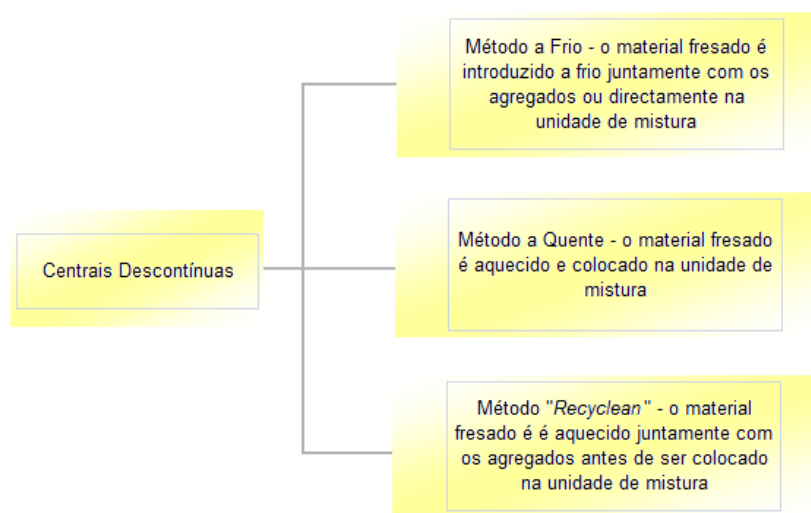 Método a Frio - o material fresado é
introduzido a frio juntamente com os
agregados ou directamente na
unidade de mistura
Centrais Descontínuas
Método a Quente - o material fresado
é aquecido e colocado na unidade de
mistura
Método "Recyclean" - o material
fresado é é aquecido juntamente com
os agregados antes de ser colocado
na unidade de mistura